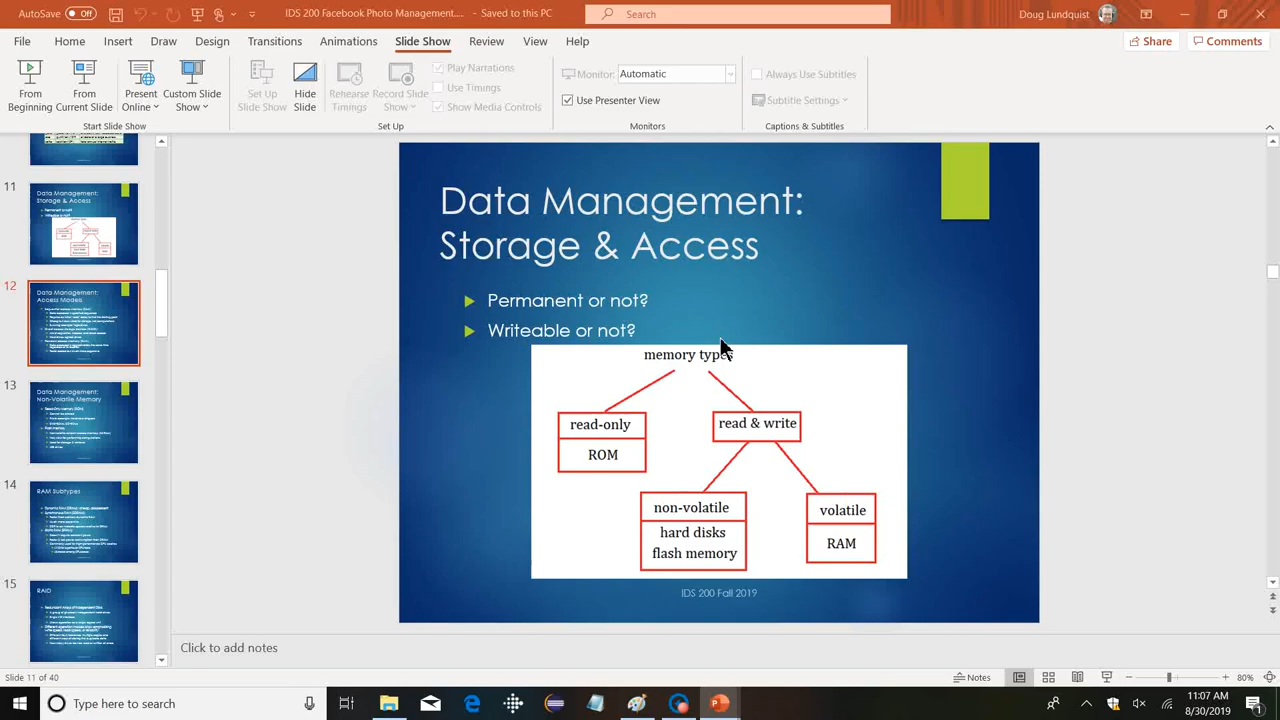 AutoSave Off IDS 200 Facebook Photo Management.... - Saved to this PC Search Doug Lundquist
File Home Insert Draw Design Transitions Animations Slide Show Review View Help Share Comments
From Beginning
From Current Slide
Present Online
Custom Slide Show
Start Slide Show
Set Up Slide Show
Hide Slide
Rehearse Timings
Record Slide Show
Play Narrations
Use Timings
Show Media Controls
Set Up
Monitor: Automatic
Use Presenter View
Monitors
Always Use Subtitles
Subtitle Settings
Captions & Subtitles
11
Data Management:
Storage & Access
12
Data Management:
Access Models
13
Data Management:
Non-Volatile Memory
14
RAM Subtypes
15
RAID
Data Management:
Storage & Access
Permanent or not?
Writeable or not?
memory types
read-only
ROM
read & write
non-volatile
hard disks
flash memory
volatile
RAM
IDS 200 Fall 2019
Click to add notes
Slide 11 of 40 Notes 80%
Type here to search
11:07 AM
8/30/2019